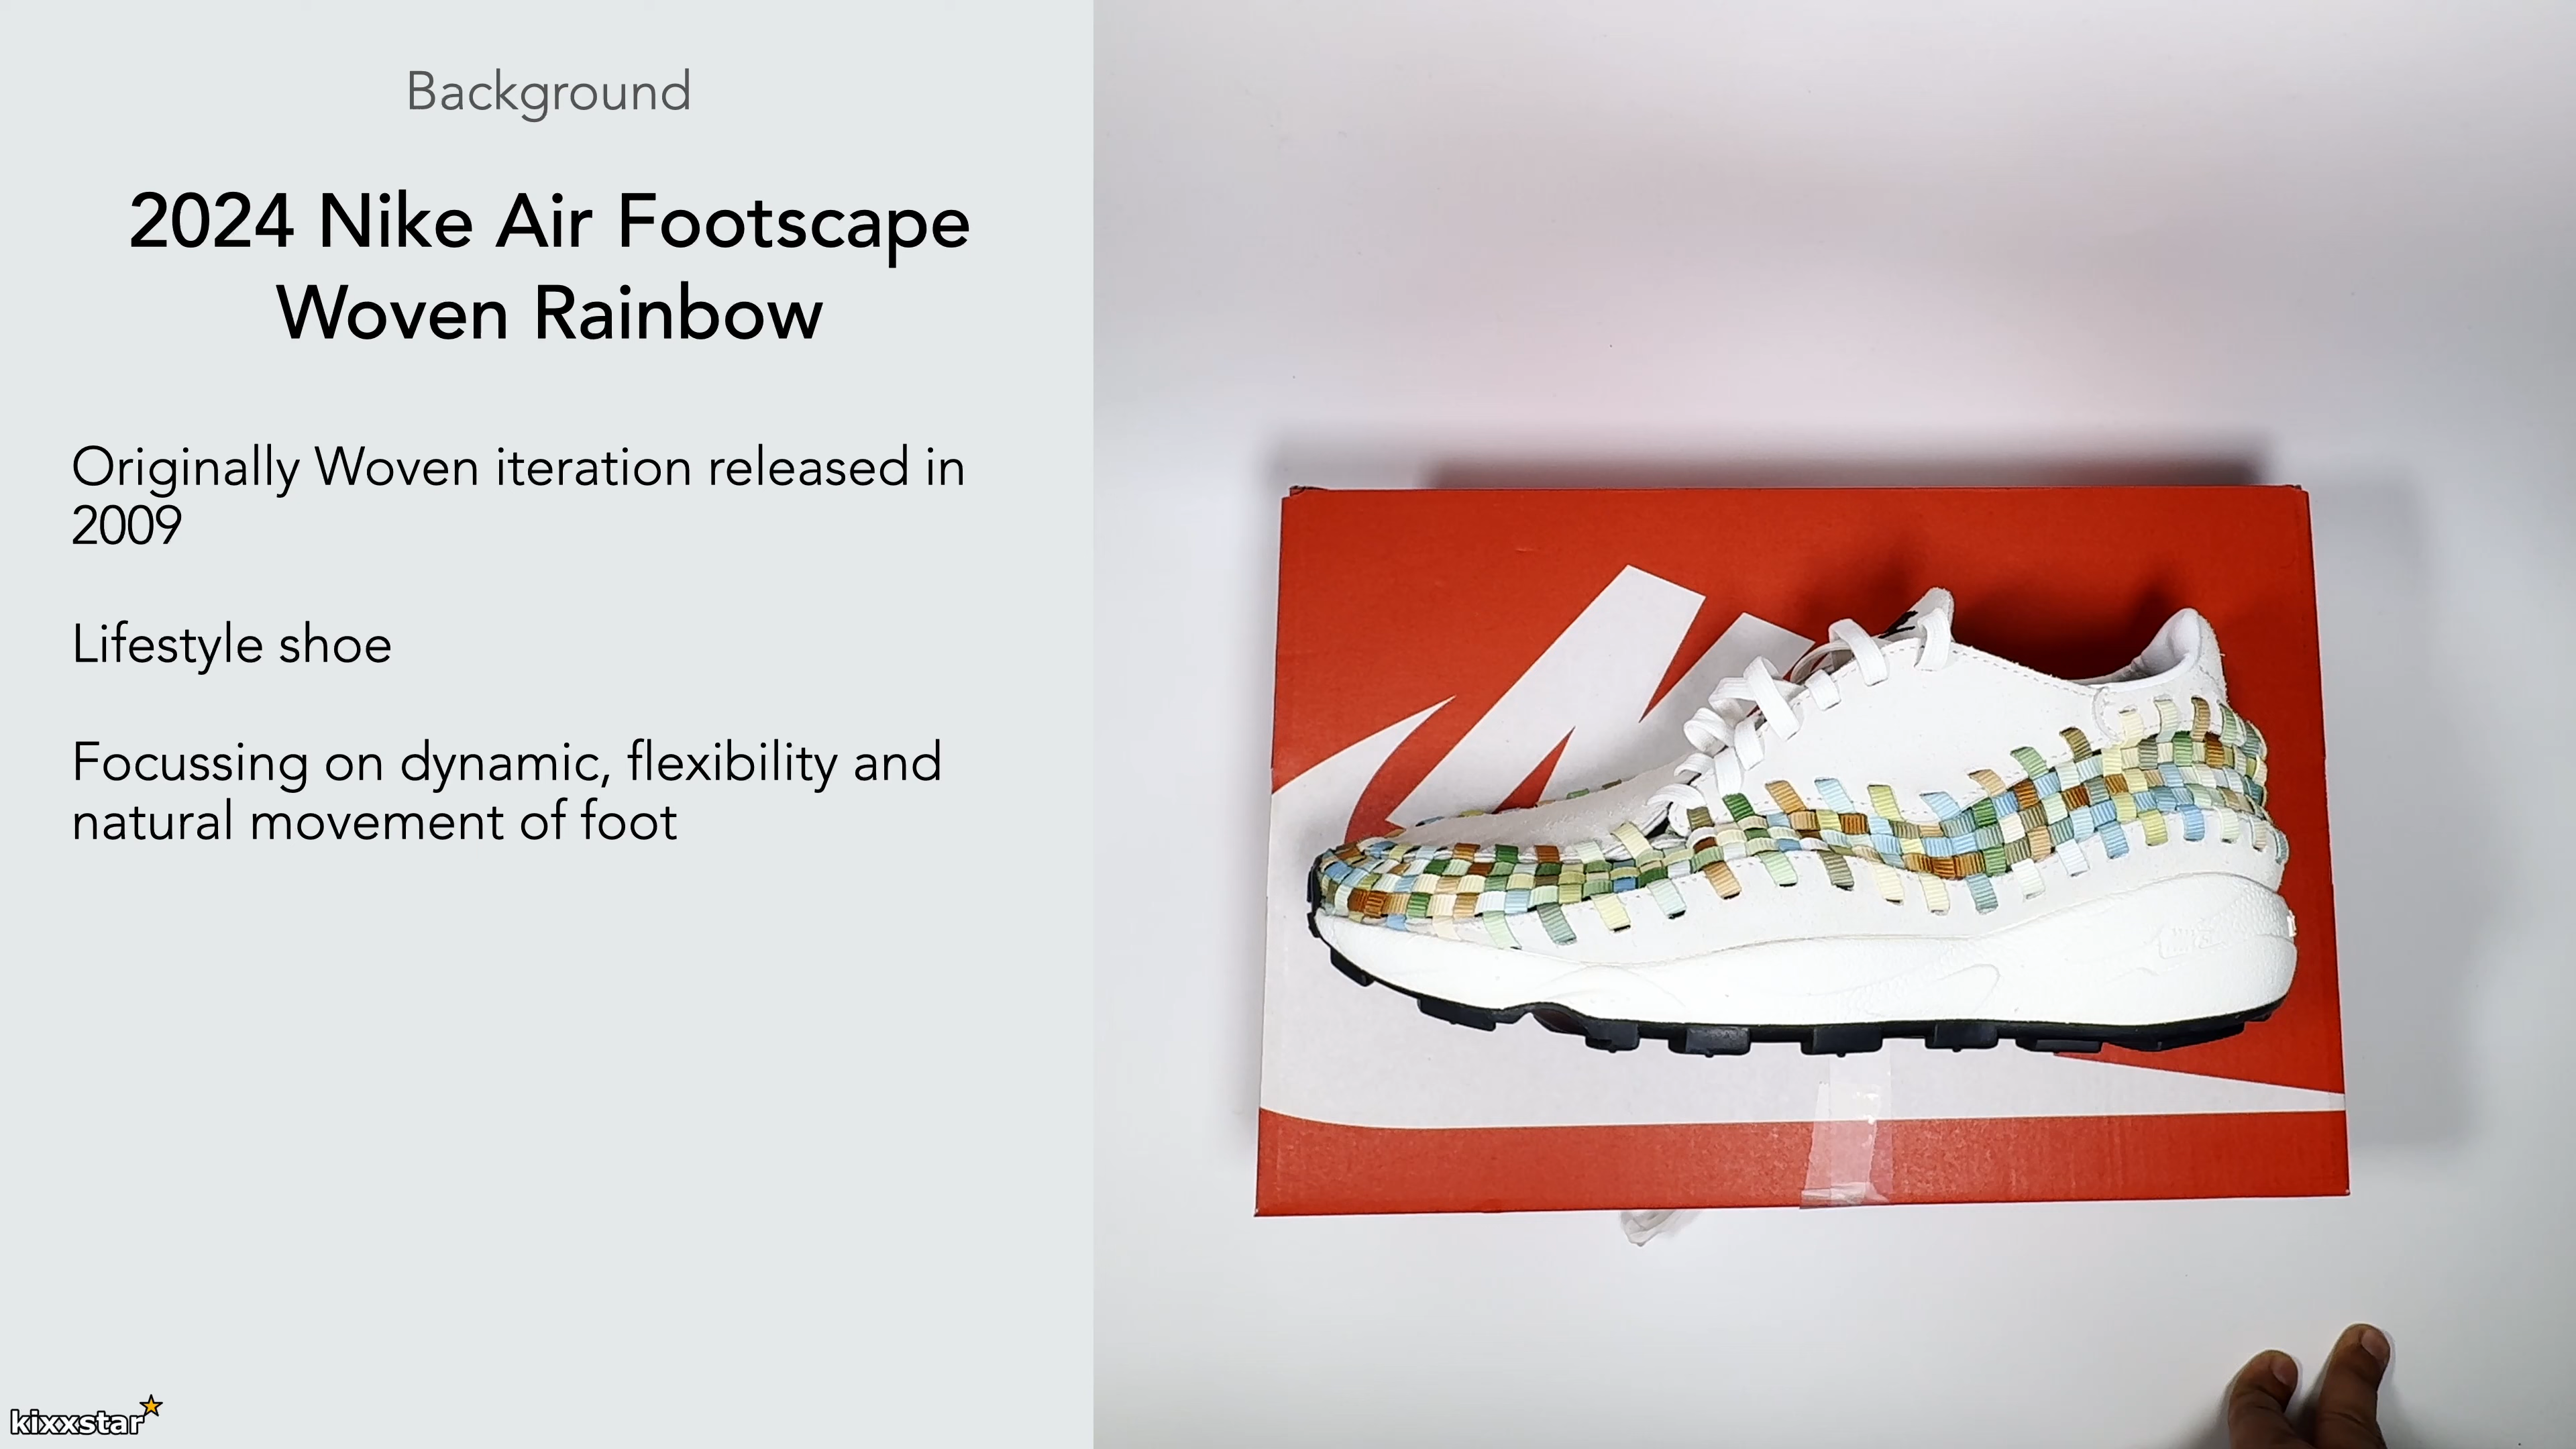 Background
2024 Nike Air Footscape
Woven Rainbow
Originally Woven iteration released in
2009
Lifestyle shoe
Focussing on dynamic, flexibility and
natural movement of foot
kixxstar